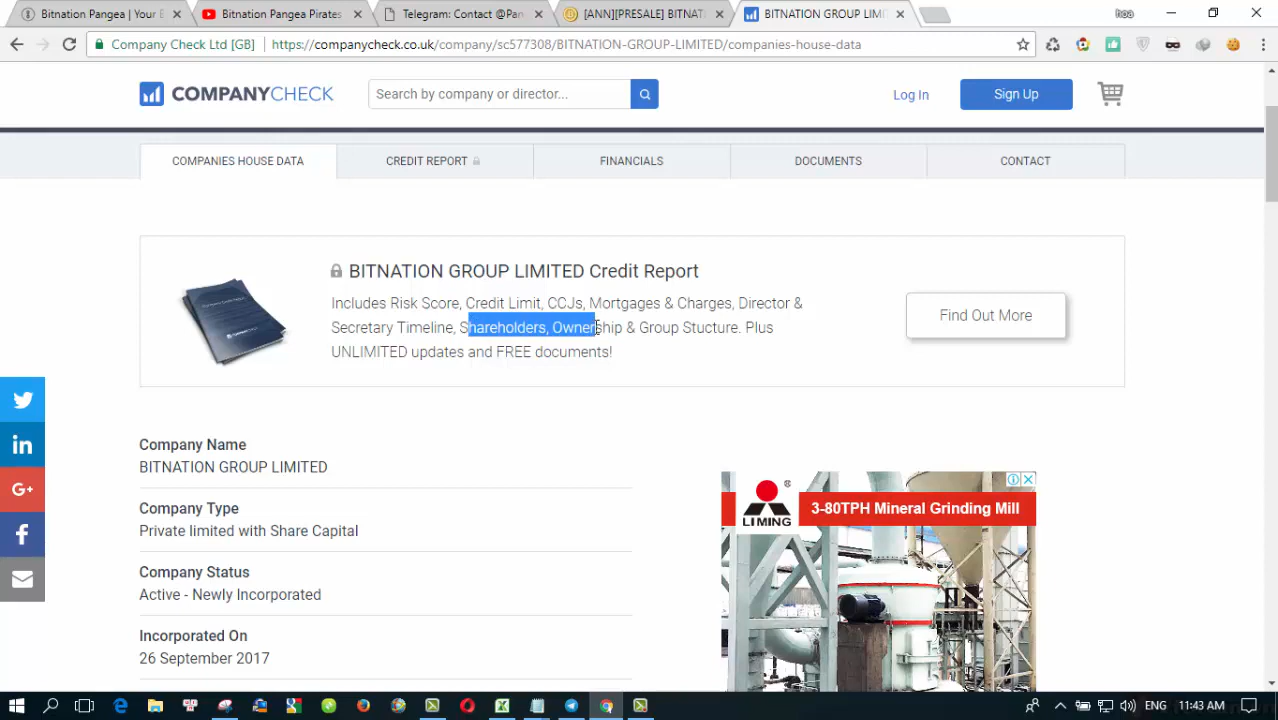 Bitnation Pangea | Your B
Bitnation Pangea Pirates
Telegram: Contact @Pan
[ANN][PRESALE] BITNAT
BITNATION GROUP LIMI
hoa
Company Check Ltd [GB]
https://companycheck.co.uk/company/sc577308/BITNATION-GROUP-LIMITED/companies-house-data
COMPANYCHECK
Search by company or director...
Log In
Sign Up
COMPANIES HOUSE DATA
CREDIT REPORT
FINANCIALS
DOCUMENTS
CONTACT
BITNATION GROUP LIMITED Credit Report
Includes Risk Score, Credit Limit, CCJs, Mortgages & Charges, Director &
Secretary Timeline, Shareholders, Ownership & Group Stucture. Plus
UNLIMITED updates and FREE documents!
Find Out More
Company Name
BITNATION GROUP LIMITED
Company Type
Private limited with Share Capital
Company Status
Active - Newly Incorporated
Incorporated On
26 September 2017
LIMING
®
3-80TPH Mineral Grinding Mill
ENG
11:43 AM